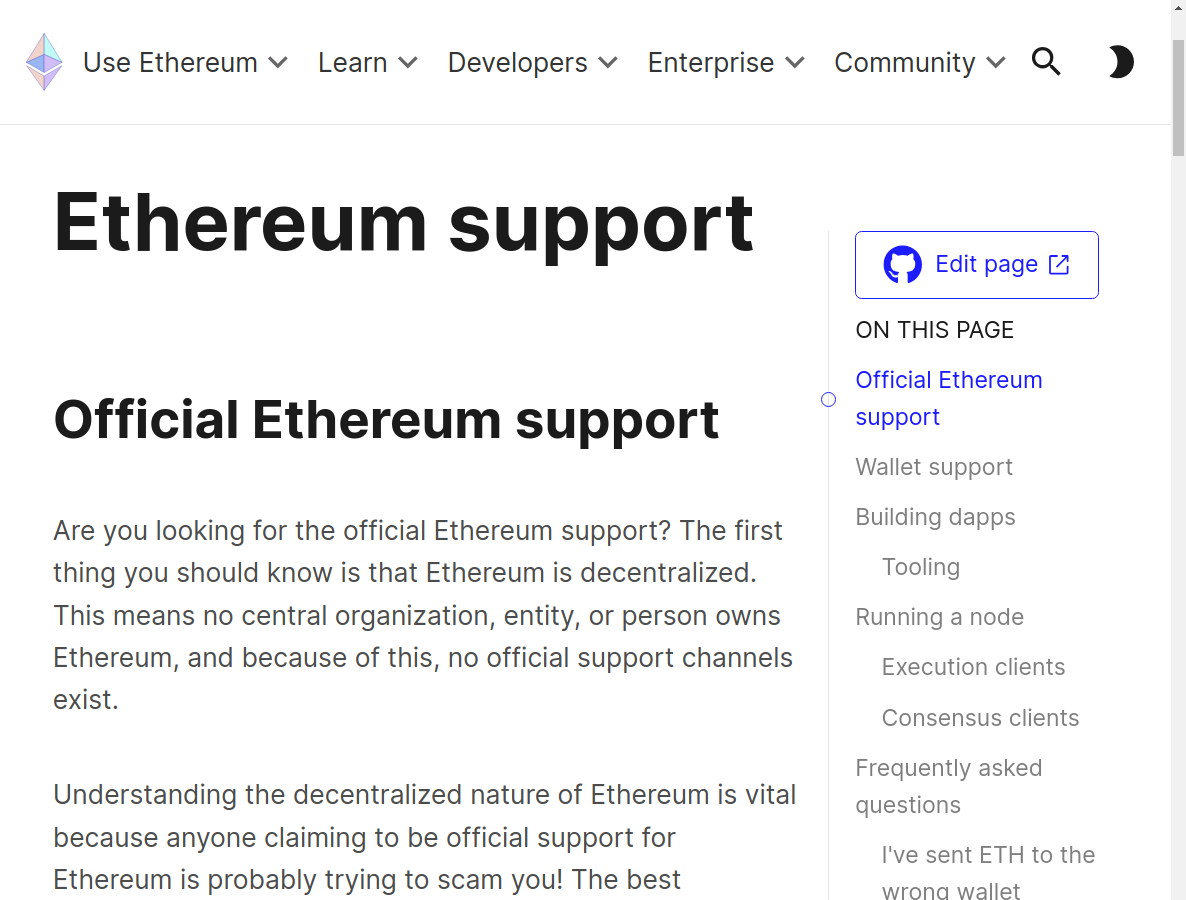 Use Ethereum Learn Developers Enterprise Community
Ethereum support
Official Ethereum support
Are you looking for the official Ethereum support? The first
thing you should know is that Ethereum is decentralized.
This means no central organization, entity, or person owns
Ethereum, and because of this, no official support channels
exist.
Understanding the decentralized nature of Ethereum is vital
because anyone claiming to be official support for
Ethereum is probably trying to scam you! The best
Edit page
ON THIS PAGE
Official Ethereum
support
Wallet support
Building dapps
Tooling
Running a node
Execution clients
Consensus clients
Frequently asked
questions
I've sent ETH to the
wrong wallet